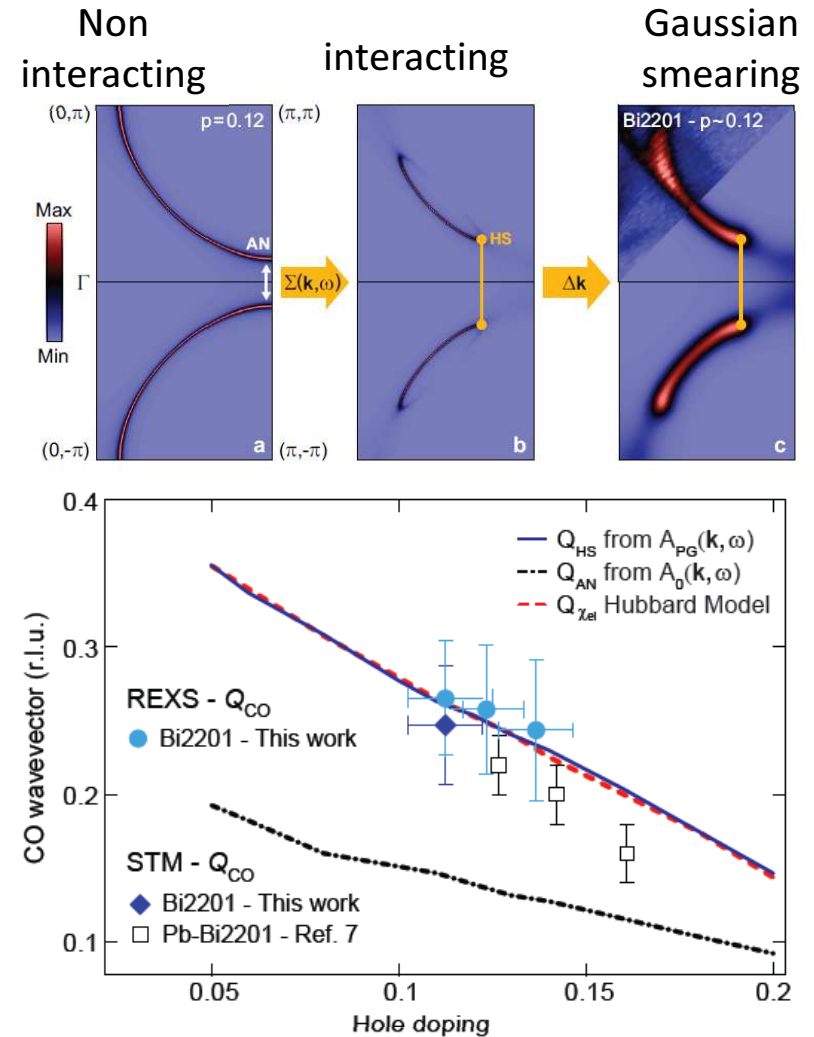 Non
interacting
interacting
Gaussian
smearing
(0,π)
p=0.12
(π,π)
Bi2201 - p~0.12
Max
AN
HS
Γ
Σ(k,ω)
Δk
Min
(0,-π)
a
(π,-π)
b
c
0.4
0.3
0.2
0.1
CO wavevector (r.l.u.)
Q_HS from A_PG(k, ω)
Q_AN from A_0(k, ω)
Q_χel Hubbard Model
REXS - Q_CO
Bi2201 - This work
STM - Q_CO
Bi2201 - This work
Pb-Bi2201 - Ref. 7
0.05
0.1
0.15
0.2
Hole doping